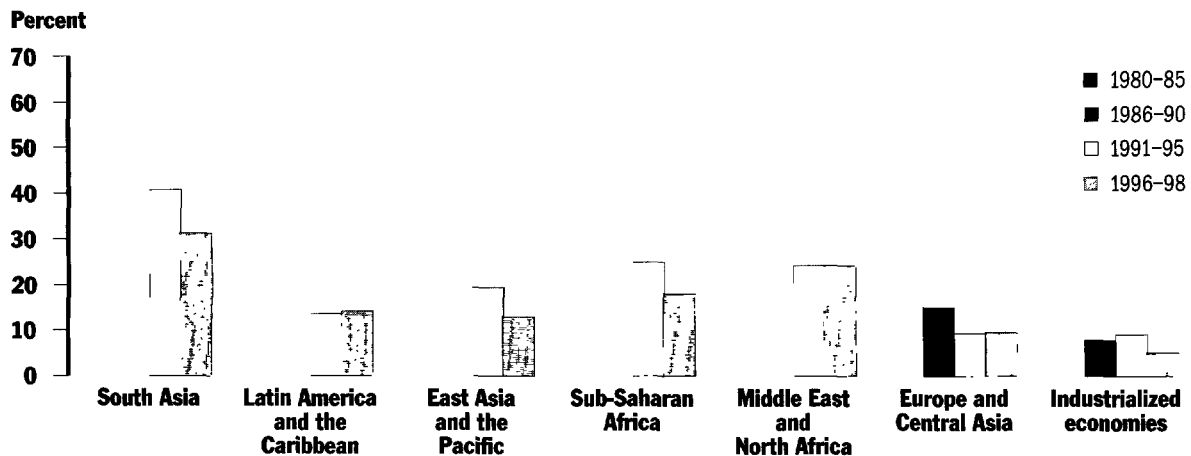 Percent
70
60
50
40
30
20
10
0
1980–85
1986–90
1991–95
1996–98
South Asia
Latin America
and the
Caribbean
East Asia
and the
Pacific
Sub-Saharan
Africa
Middle East
and
North Africa
Europe and
Central Asia
Industrialized
economies